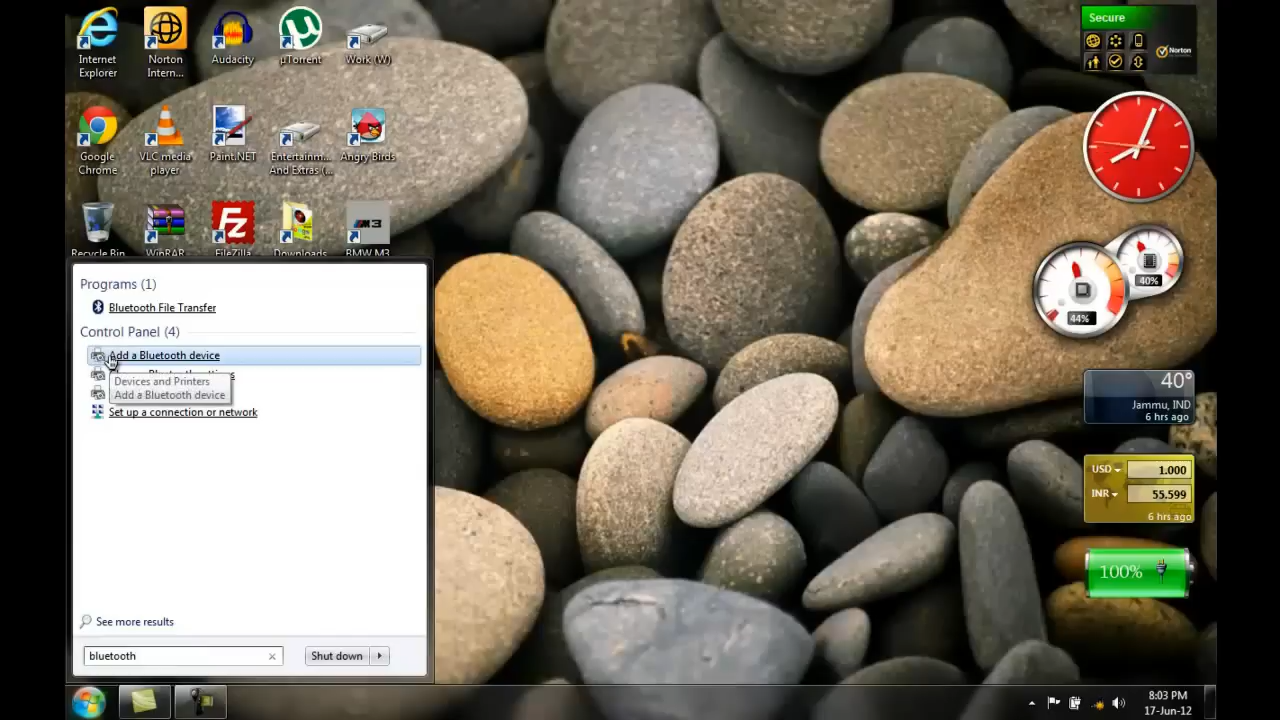 Internet
Explorer
Norton
Intern...
Audacity
µTorrent
Work (W)
Google
Chrome
VLC media
player
Paint.NET
Entertainm...
And Extras (...
Angry Birds
Recycle Bin
WinRAR
FileZilla
Downloads
BMW M3
Secure
Norton
40%
44%
40°
Jammu, IND
6 hrs ago
USD
1.000
INR
55.599
6 hrs ago
100%
Programs (1)
Bluetooth File Transfer
Control Panel (4)
Add a Bluetooth device
Devices and Printers
Add a Bluetooth device
Set up a connection or network
See more results
bluetooth
Shut down
8:03 PM
17-Jun-12